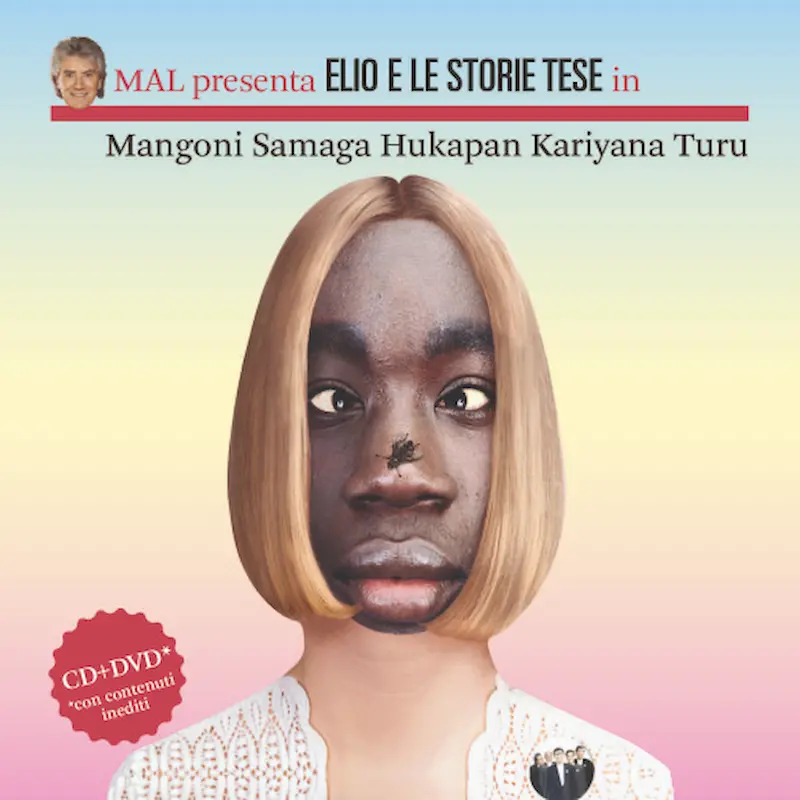 MAL presenta ELIO E LE STORIE TESE in
Mangoni Samaga Hukapan Kariyana Turu
CD+DVD*
*con contenuti
inediti